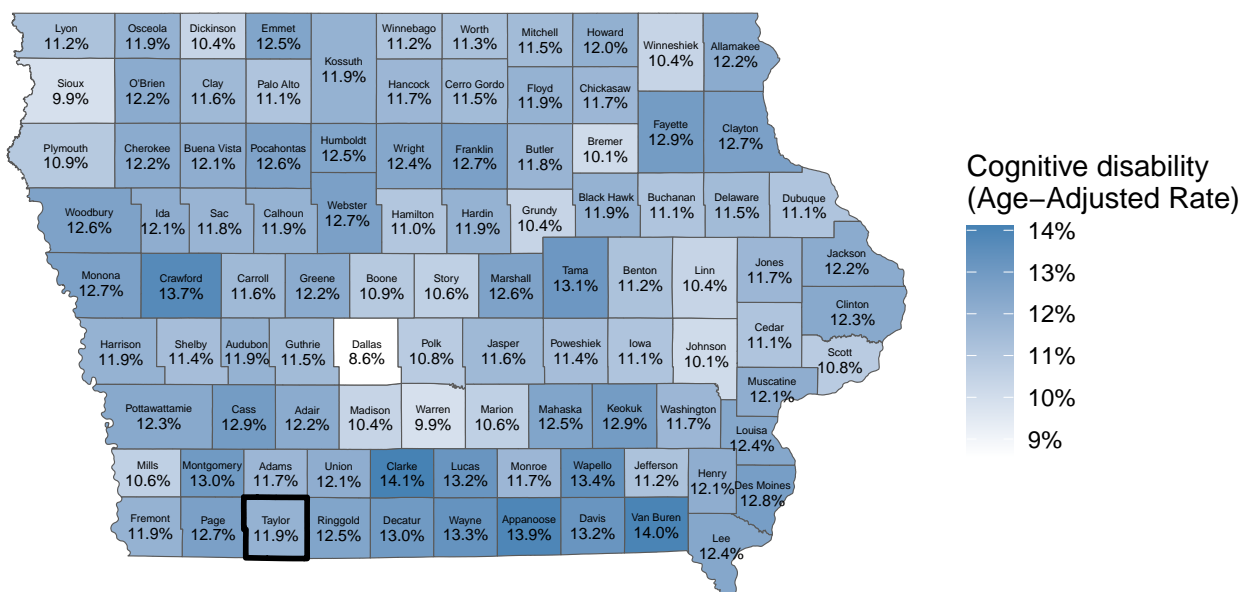 Lyon
11.2%
Osceola
11.9%
Dickinson
10.4%
Emmet
12.5%
Kossuth
11.9%
Winnebago
11.2%
Worth
11.3%
Mitchell
11.5%
Howard
12.0%
Winneshiek
10.4%
Allamakee
12.2%
Sioux
9.9%
O'Brien
12.2%
Clay
11.6%
Palo Alto
11.1%
Hancock
11.7%
Cerro Gordo
11.5%
Floyd
11.9%
Chickasaw
11.7%
Plymouth
10.9%
Cherokee
12.2%
Buena Vista
12.1%
Pocahontas
12.6%
Humboldt
12.5%
Wright
12.4%
Franklin
12.7%
Butler
11.8%
Bremer
10.1%
Fayette
12.9%
Clayton
12.7%
Woodbury
12.6%
Ida
12.1%
Sac
11.8%
Calhoun
11.9%
Webster
12.7%
Hamilton
11.0%
Hardin
11.9%
Grundy
10.4%
Black Hawk
11.9%
Buchanan
11.1%
Delaware
11.5%
Dubuque
11.1%
Monona
12.7%
Crawford
13.7%
Carroll
11.6%
Greene
12.2%
Boone
10.9%
Story
10.6%
Marshall
12.6%
Tama
13.1%
Benton
11.2%
Linn
10.4%
Jones
11.7%
Jackson
12.2%
Clinton
12.3%
Harrison
11.9%
Shelby
11.4%
Audubon
11.9%
Guthrie
11.5%
Dallas
8.6%
Polk
10.8%
Jasper
11.6%
Poweshiek
11.4%
Iowa
11.1%
Johnson
10.1%
Cedar
11.1%
Scott
10.8%
Muscatine
12.1%
Pottawattamie
12.3%
Cass
12.9%
Adair
12.2%
Madison
10.4%
Warren
9.9%
Marion
10.6%
Mahaska
12.5%
Keokuk
12.9%
Washington
11.7%
Louisa
12.4%
Mills
10.6%
Montgomery
13.0%
Adams
11.7%
Union
12.1%
Clarke
14.1%
Lucas
13.2%
Monroe
11.7%
Wapello
13.4%
Jefferson
11.2%
Henry
12.1%
Des Moines
12.8%
Fremont
11.9%
Page
12.7%
Taylor
11.9%
Ringgold
12.5%
Decatur
13.0%
Wayne
13.3%
Appanoose
13.9%
Davis
13.2%
Van Buren
14.0%
Lee
12.4%
Cognitive disability
(Age−Adjusted Rate)
14%
13%
12%
11%
10%
9%